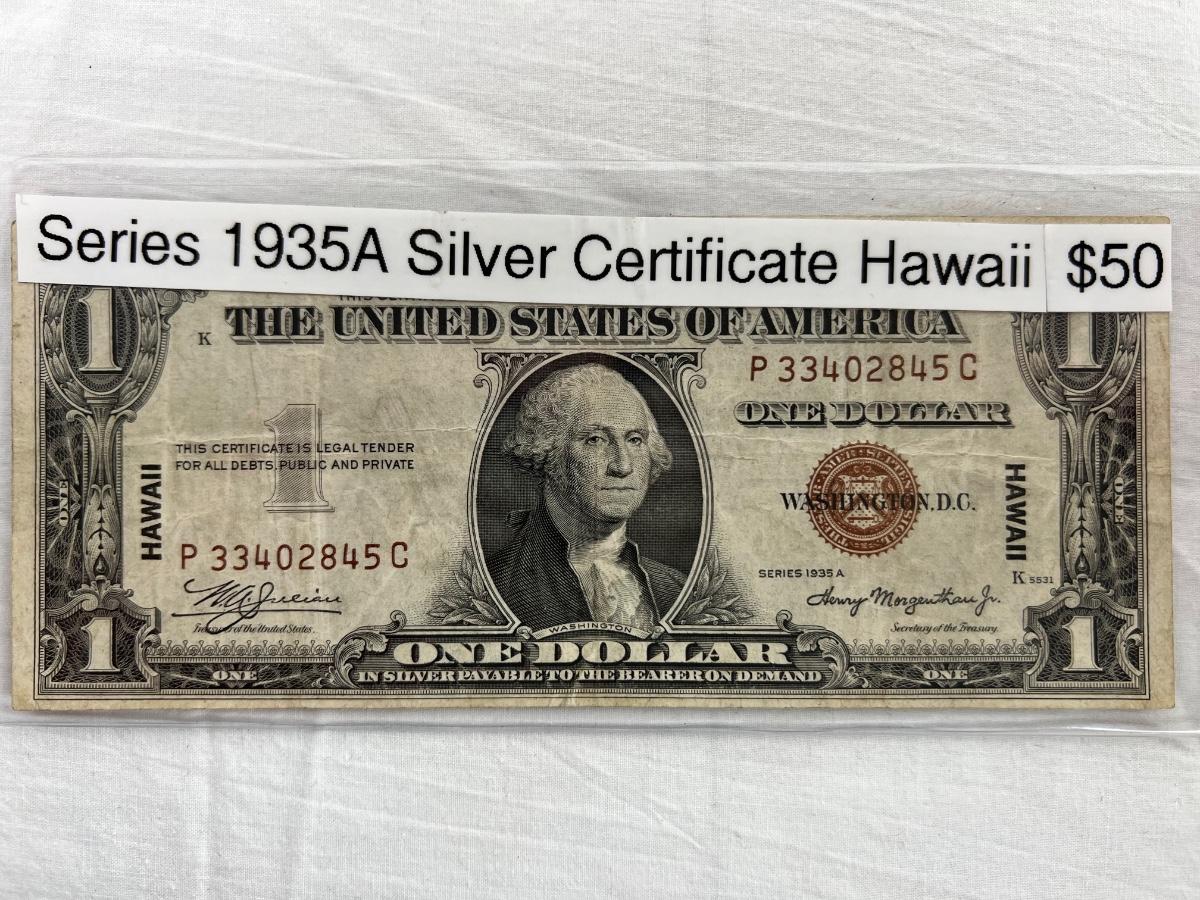 Series 1935A Silver Certificate Hawaii $50
1 1
K THE UNITED STATES OF AMERICA
P 33402845 C
ONE DOLLAR
1
THIS CERTIFICATE IS LEGAL TENDER
FOR ALL DEBTS, PUBLIC AND PRIVATE
HAWAII
HAWAII
ONE
ONE
WASHINGTON, D.C.
P 33402845 C
SERIES 1935 A
K 5531
W A Julian
Henry Morgenthau Jr.
Treasurer of the United States.
Secretary of the Treasury.
WASHINGTON
1 ONE DOLLAR 1
ONE IN SILVER PAYABLE TO THE BEARER ON DEMAND ONE